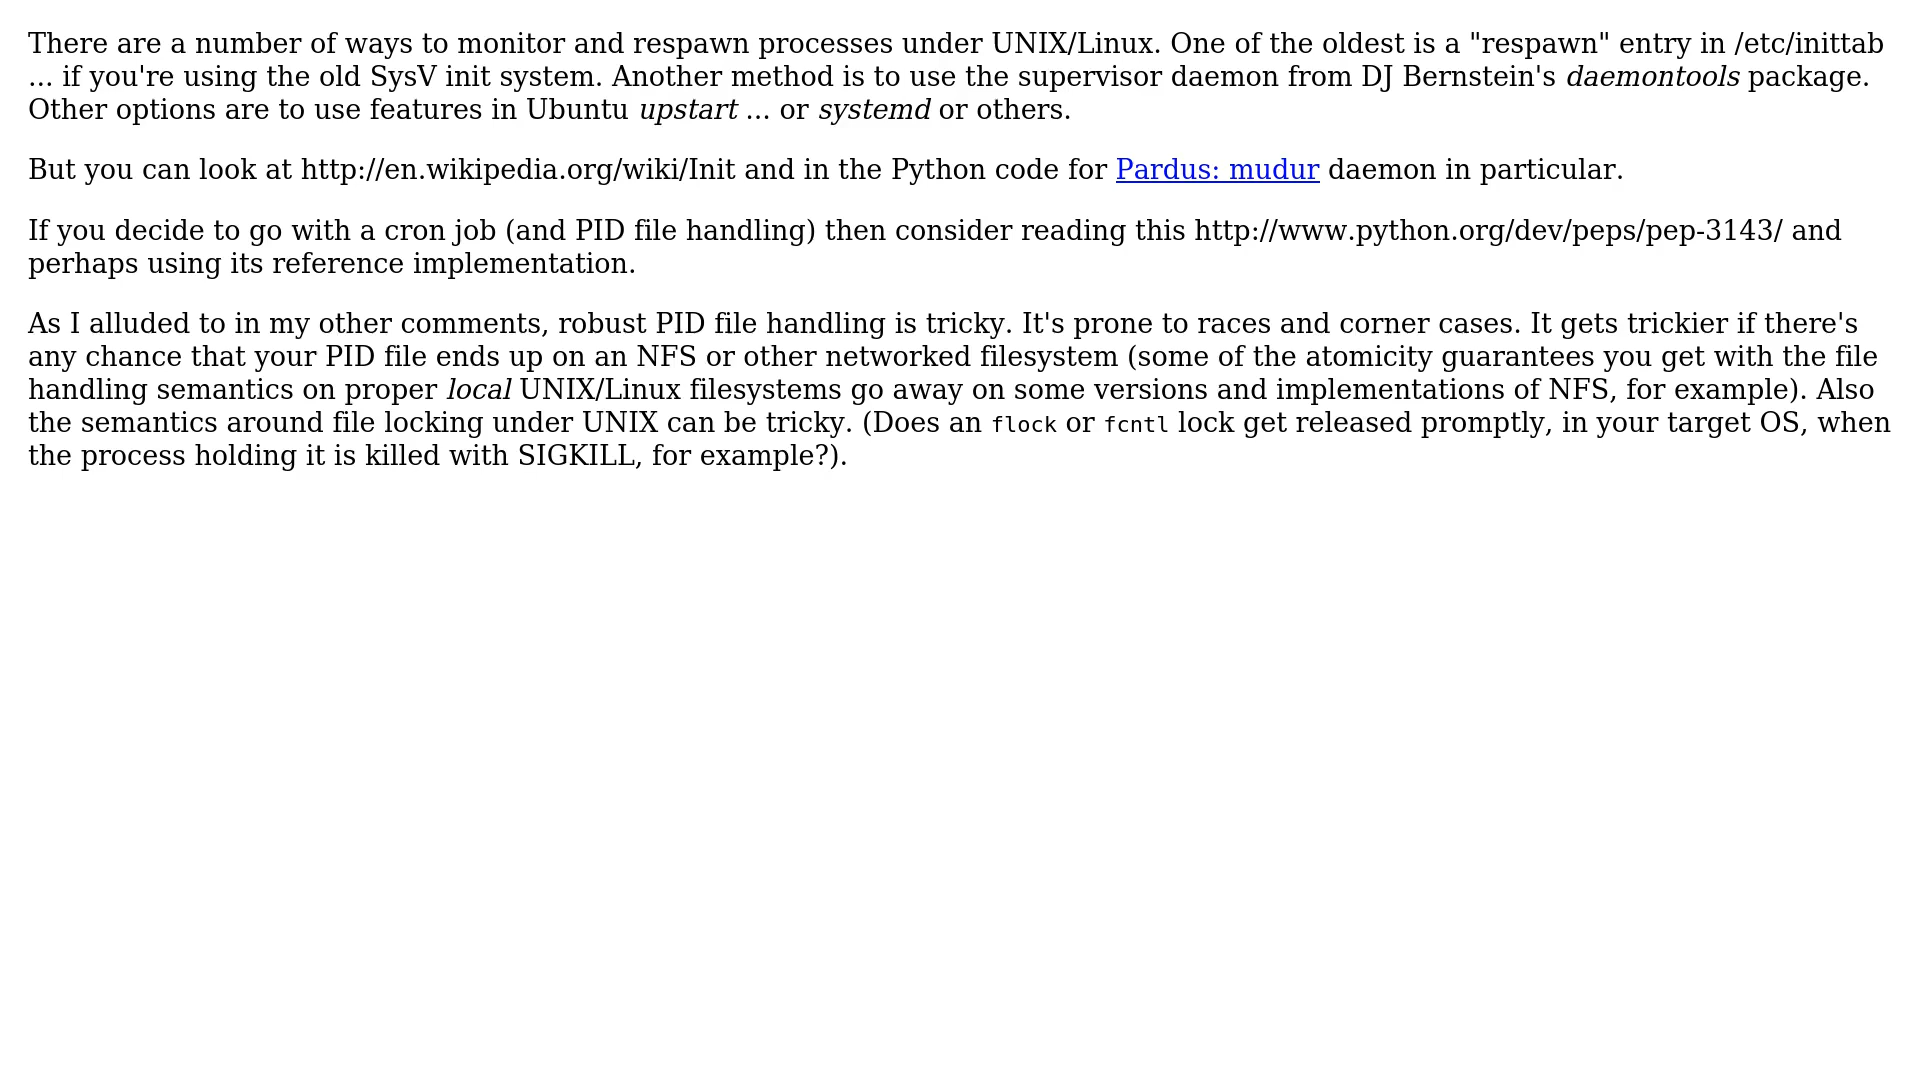 There are a number of ways to monitor and respawn processes under UNIX/Linux. One of the oldest is a "respawn" entry in /etc/inittab
... if you're using the old SysV init system. Another method is to use the supervisor daemon from DJ Bernstein's daemontools package.
Other options are to use features in Ubuntu upstart ... or systemd or others.
But you can look at http://en.wikipedia.org/wiki/Init and in the Python code for Pardus: mudur daemon in particular.
If you decide to go with a cron job (and PID file handling) then consider reading this http://www.python.org/dev/peps/pep-3143/ and
perhaps using its reference implementation.
As I alluded to in my other comments, robust PID file handling is tricky. It's prone to races and corner cases. It gets trickier if there's
any chance that your PID file ends up on an NFS or other networked filesystem (some of the atomicity guarantees you get with the file
handling semantics on proper local UNIX/Linux filesystems go away on some versions and implementations of NFS, for example). Also
the semantics around file locking under UNIX can be tricky. (Does an flock or fcntl lock get released promptly, in your target OS, when
the process holding it is killed with SIGKILL, for example?).